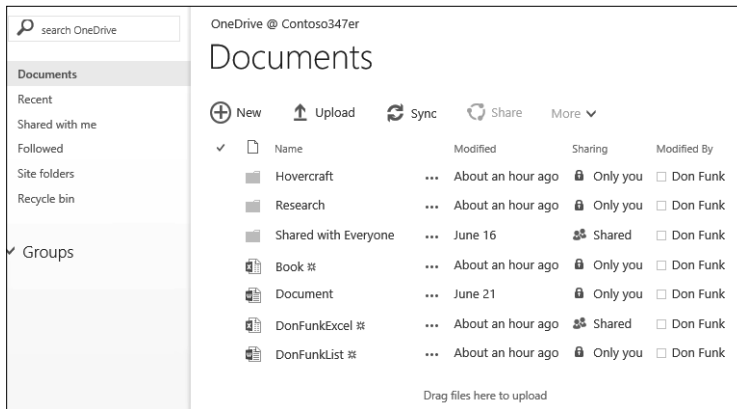 search OneDrive
Documents
Recent
Shared with me
Followed
Site folders
Recycle bin
Groups
OneDrive @ Contoso347er
Documents
New Upload Sync Share More
Name Modified Sharing Modified By
Hovercraft ... About an hour ago Only you Don Funk
Research ... About an hour ago Only you Don Funk
Shared with Everyone ... June 16 Shared Don Funk
Book ... About an hour ago Only you Don Funk
Document ... June 21 Only you Don Funk
DonFunkExcel ... About an hour ago Shared Don Funk
DonFunkList ... About an hour ago Only you Don Funk
Drag files here to upload